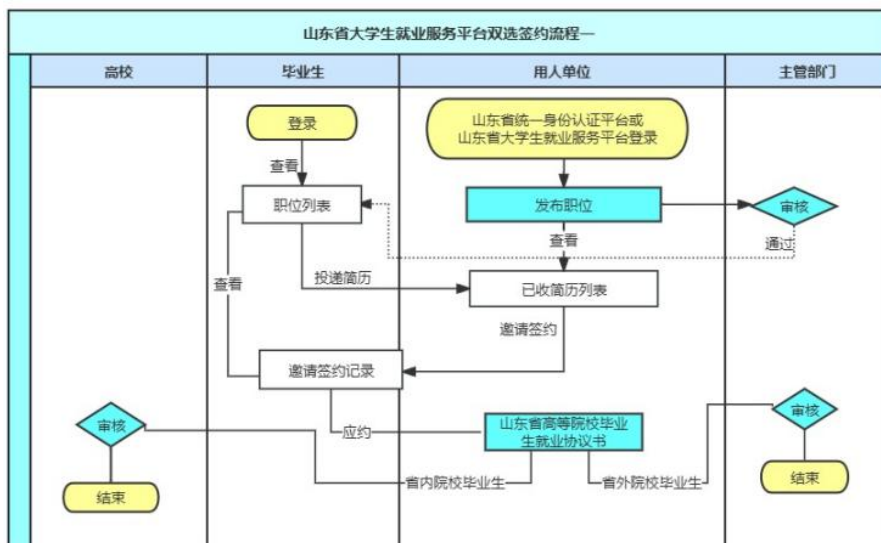 山东省大学生就业服务平台双选签约流程一
高校
毕业生
用人单位
主管部门
登录
山东省统一身份认证平台或
山东省大学生就业服务平台登录
查看
职位列表
发布职位
审核
查看
通过
查看
投递简历
已收简历列表
邀请签约
邀请签约记录
审核
应约
山东省高等院校毕业
生就业协议书
审核
结束
省内院校毕业生
省外院校毕业生
结束